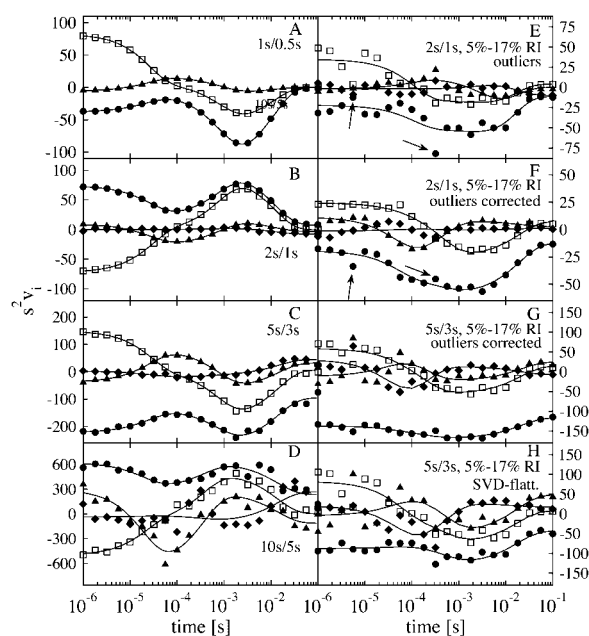 100
50
0
-50
-100
A
1s/0.5s
E
2s/1s, 5%-17% RI
outliers
75
50
25
0
-25
-50
-75
100
50
0
-50
-100
B
2s/1s
F
2s/1s, 5%-17% RI
outliers corrected
50
25
0
-25
-50
s²vᵢ
200
100
0
-100
-200
C
5s/3s
G
5s/3s, 5%-17% RI
outliers corrected
150
100
50
0
-50
-100
-150
600
300
0
-300
-600
D
10s/5s
H
5s/3s, 5%-17% RI
SVD-flatt.
100
50
0
-50
-100
-150
10⁻⁶ 10⁻⁵ 10⁻⁴ 10⁻³ 10⁻² 10⁻⁶ 10⁻⁵ 10⁻⁴ 10⁻³ 10⁻² 10⁻¹
time [s] time [s]